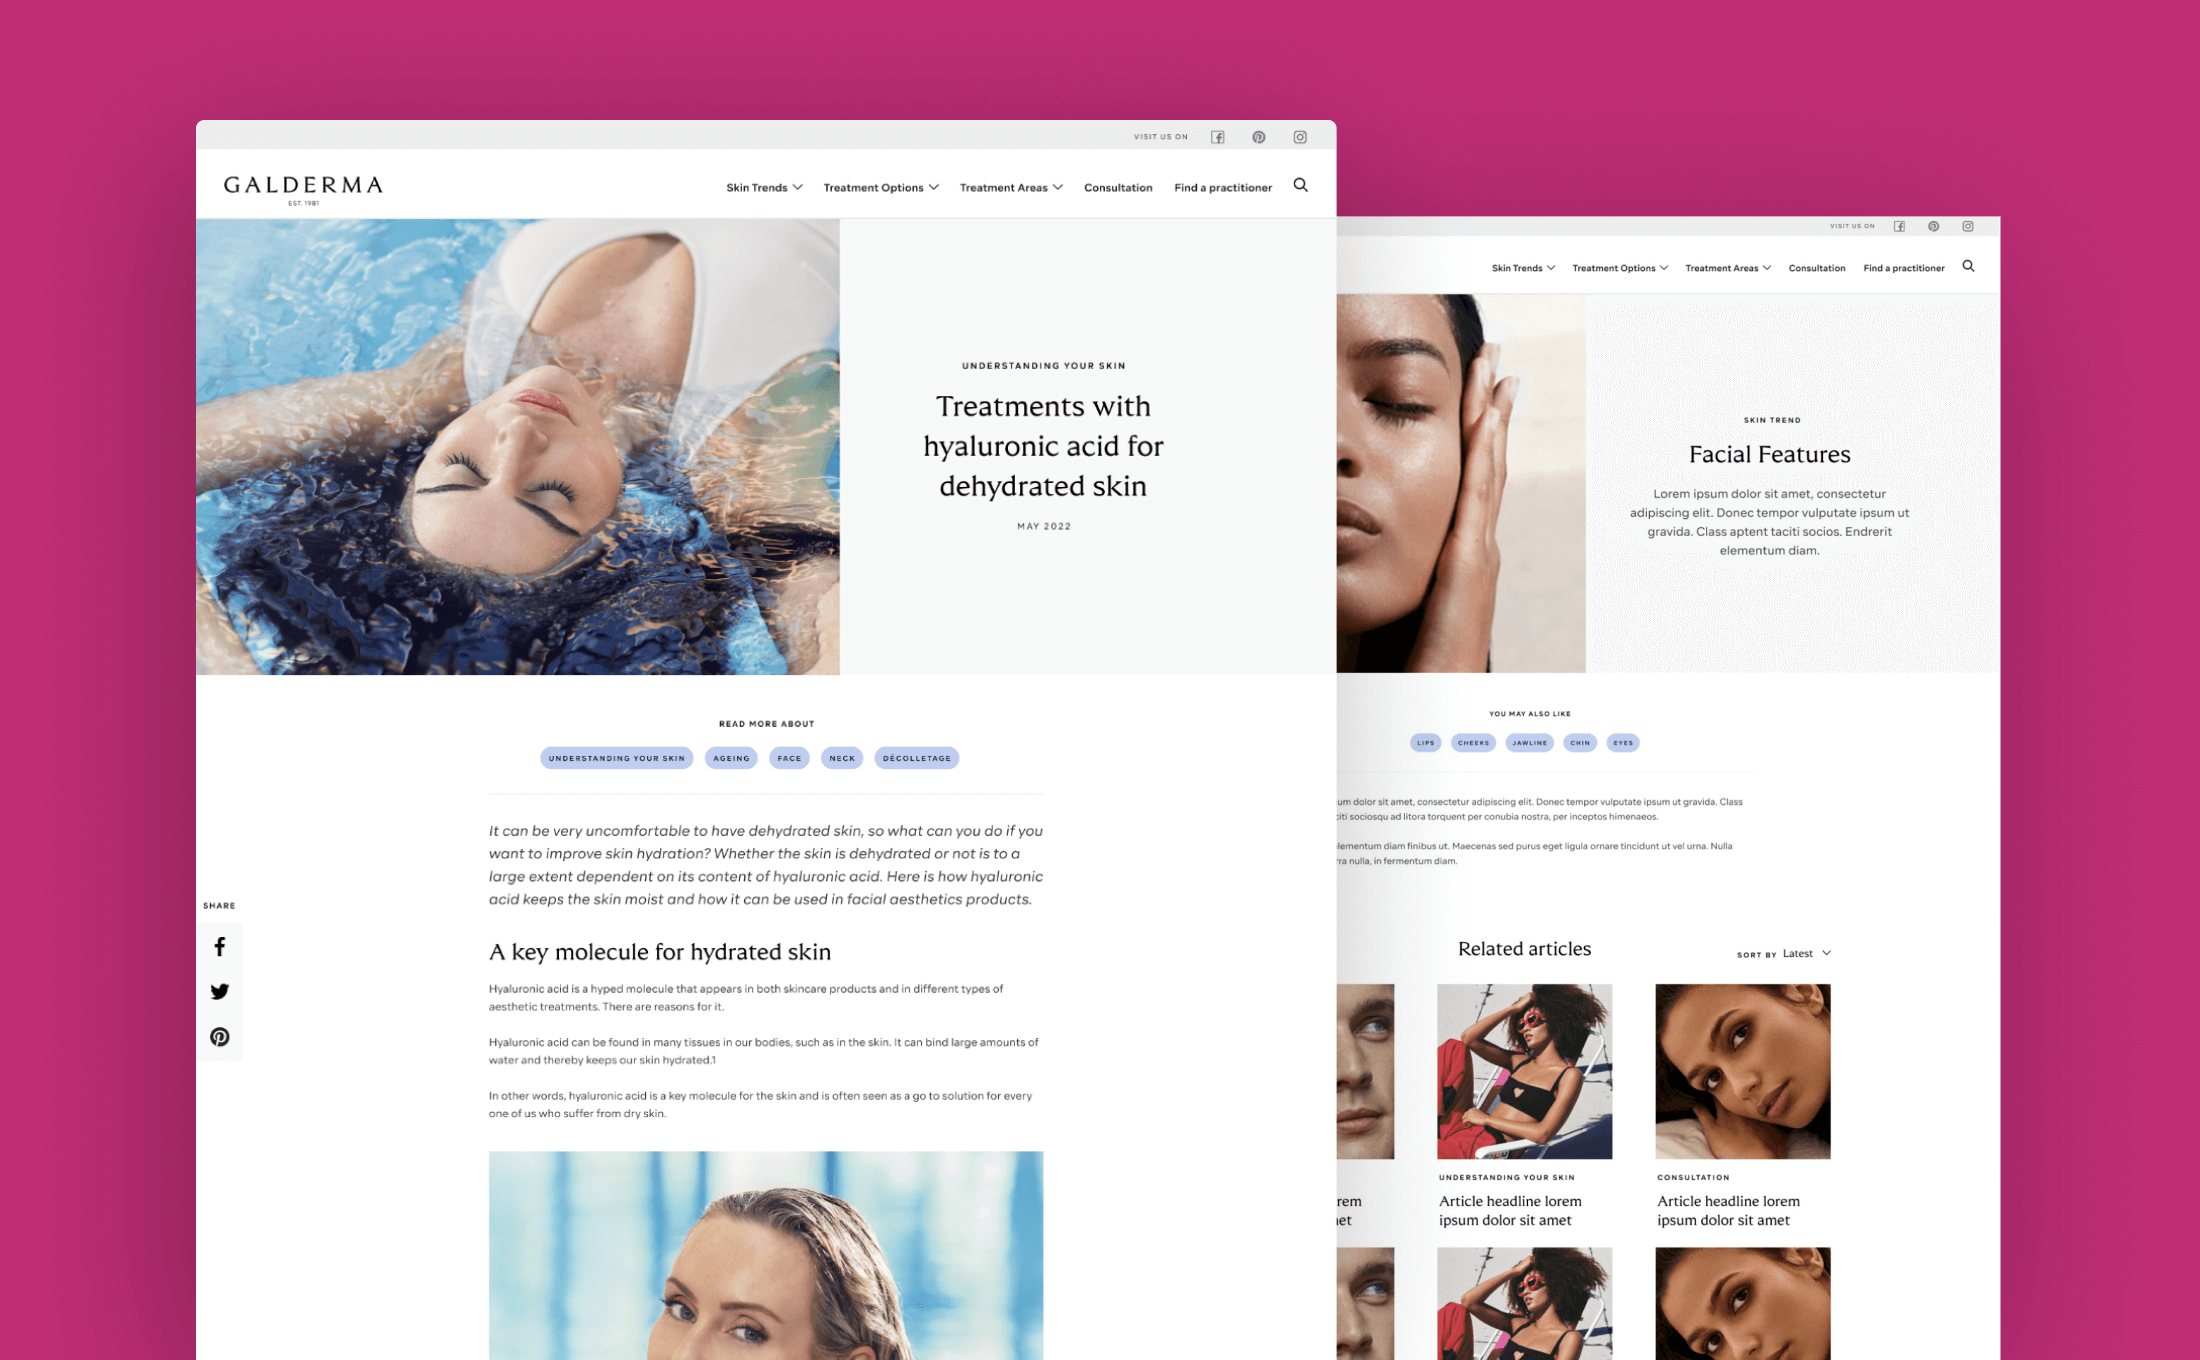 VISIT US ON
GALDERMA
EST. 1981
Skin Trends
Treatment Options
Treatment Areas
Consultation
Find a practitioner
UNDERSTANDING YOUR SKIN
Treatments with
hyaluronic acid for
dehydrated skin
MAY 2022
READ MORE ABOUT
UNDERSTANDING YOUR SKIN
AGEING
FACE
NECK
DÉCOLLETAGE
It can be very uncomfortable to have dehydrated skin, so what can you do if you
want to improve skin hydration? Whether the skin is dehydrated or not is to a
large extent dependent on its content of hyaluronic acid. Here is how hyaluronic
acid keeps the skin moist and how it can be used in facial aesthetics products.
SHARE
A key molecule for hydrated skin
Hyaluronic acid is a hyped molecule that appears in both skincare products and in different types of
aesthetic treatments. There are reasons for it.
Hyaluronic acid can be found in many tissues in our bodies, such as in the skin. It can bind large amounts of
water and thereby keeps our skin hydrated.1
In other words, hyaluronic acid is a key molecule for the skin and is often seen as a go to solution for every
one of us who suffer from dry skin.
VISIT US ON
Skin Trends
Treatment Options
Treatment Areas
Consultation
Find a practitioner
SKIN TREND
Facial Features
Lorem ipsum dolor sit amet, consectetur
adipiscing elit. Donec tempor vulputate ipsum ut
gravida. Class aptent taciti socios. Endrerit
elementum diam.
YOU MAY ALSO LIKE
LIPS
CHEEKS
JAWLINE
CHIN
EYES
um dolor sit amet, consectetur adipiscing elit. Donec tempor vulputate ipsum ut gravida. Class
citi sociosqu ad litora torquent per conubia nostra, per inceptos himenaeos.
elementum diam finibus ut. Maecenas sed purus eget ligula ornare tincidunt ut vel urna. Nulla
ra nulla, in fermentum diam.
Related articles
SORT BY Latest
rem
et
UNDERSTANDING YOUR SKIN
Article headline lorem
ipsum dolor sit amet
CONSULTATION
Article headline lorem
ipsum dolor sit amet